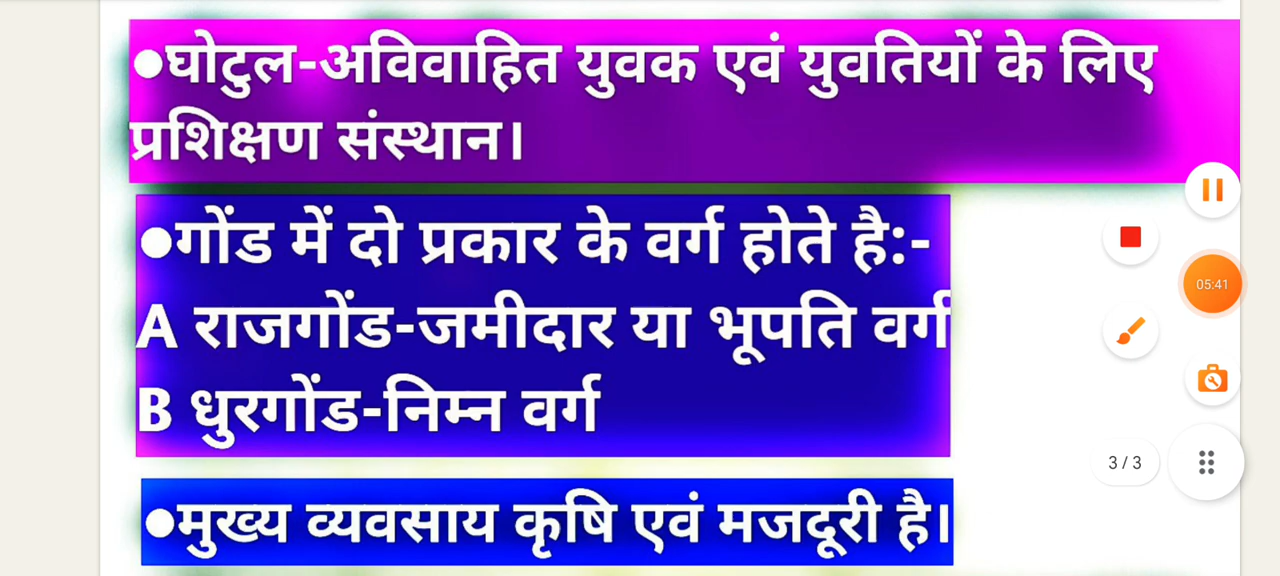 ●घोटुल-अविवाहित युवक एवं युवतियों के लिए
प्रशिक्षण संस्थान।
●गोंड में दो प्रकार के वर्ग होते है:-
A राजगोंड-जमीदार या भूपति वर्ग
B धुरगोंड-निम्न वर्ग
●मुख्य व्यवसाय कृषि एवं मजदूरी है।
05:41
3 / 3